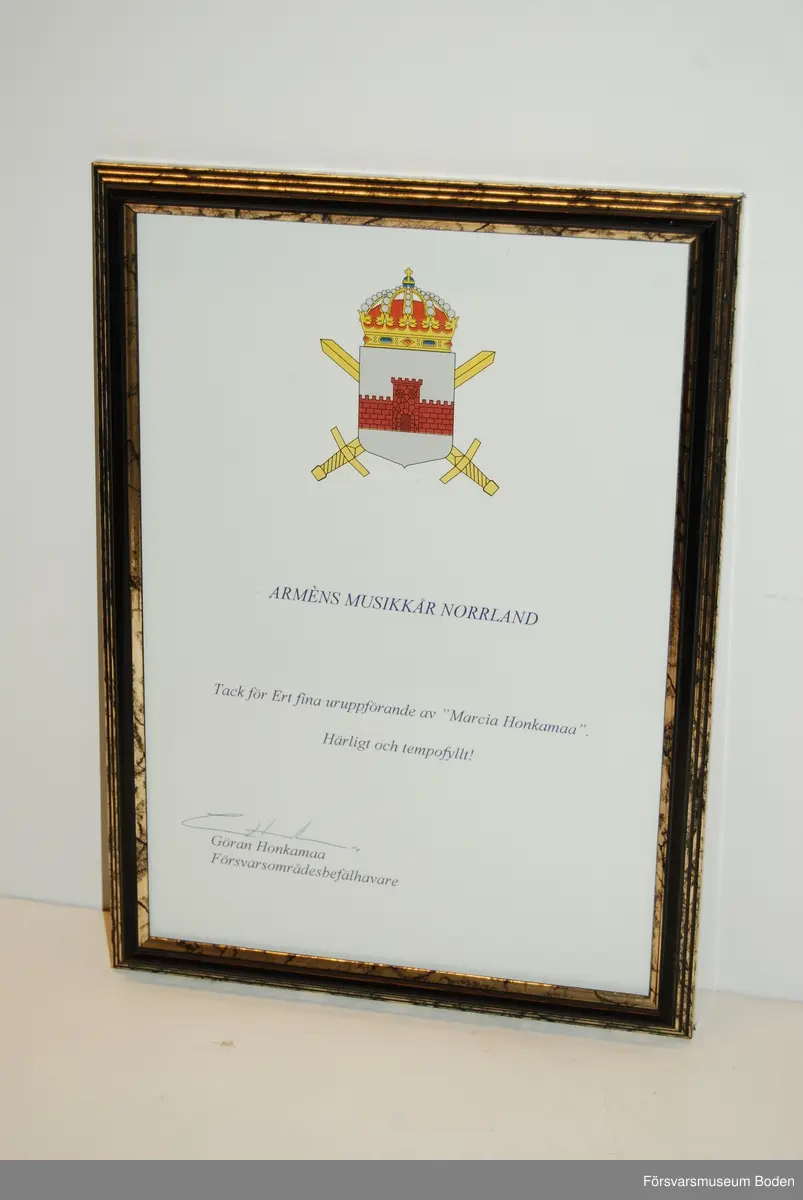 ARMÈNS MUSIKKÅR NORRLAND
Tack för Ert fina uruppförande av "Marcia Honkamaa".
Härligt och tempofyllt!
Göran Honkamaa
Försvarsområdesbefälhavare
Försvarsmuseum Boden